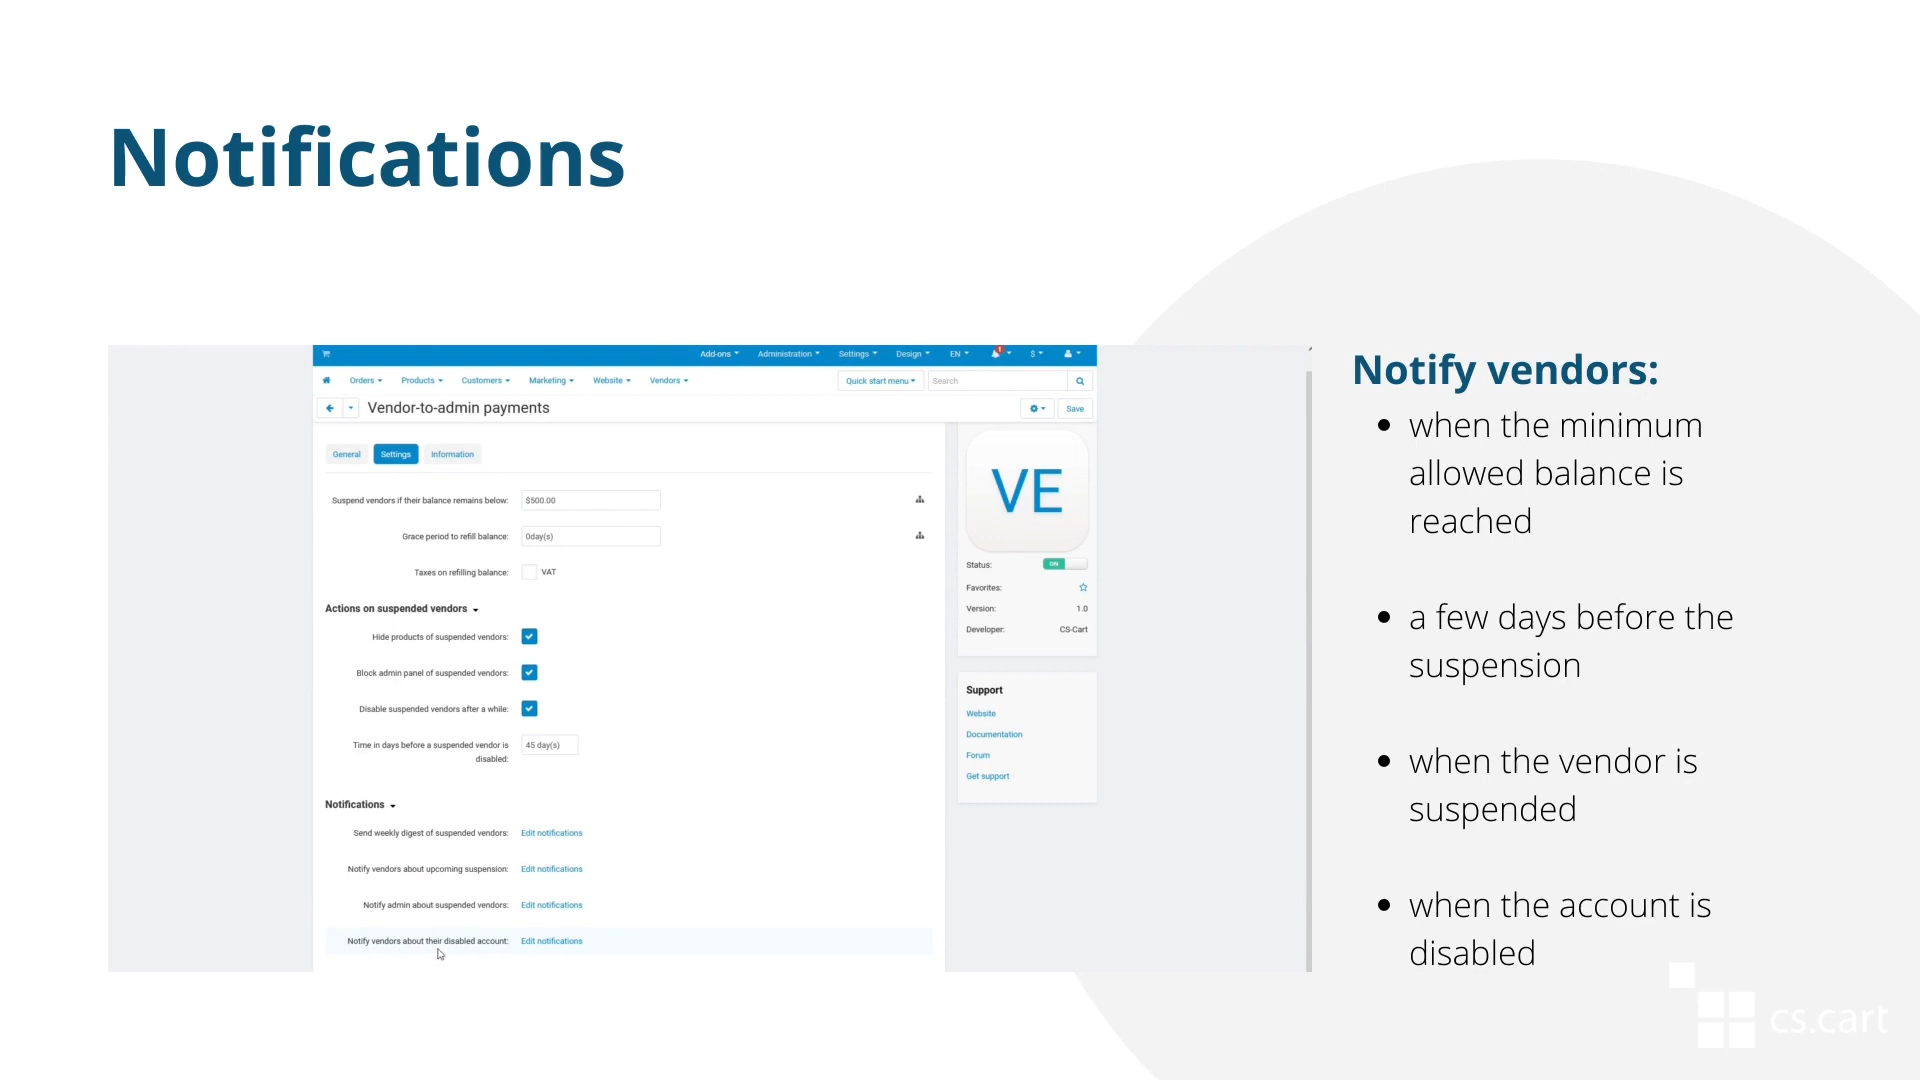 Notifications
Add-ons Administration Settings Design EN 1 $
Orders Products Customers Marketing Website Vendors Quick start menu Search
Vendor-to-admin payments Save
General Settings Information
Suspend vendors if their balance remains below: $500.00
Grace period to refill balance: 0day(s)
Taxes on refilling balance: VAT
Actions on suspended vendors
Hide products of suspended vendors:
Block admin panel of suspended vendors:
Disable suspended vendors after a while:
Time in days before a suspended vendor is
disabled:
45 day(s)
Notifications
Send weekly digest of suspended vendors: Edit notifications
Notify vendors about upcoming suspension: Edit notifications
Notify admin about suspended vendors: Edit notifications
Notify vendors about their disabled account: Edit notifications
VE
Status: ON
Favorites:
Version: 1.0
Developer: CS-Cart
Support
Website
Documentation
Forum
Get support
Notify vendors:
• when the minimum
allowed balance is
reached
• a few days before the
suspension
• when the vendor is
suspended
• when the account is
disabled
cs.cart